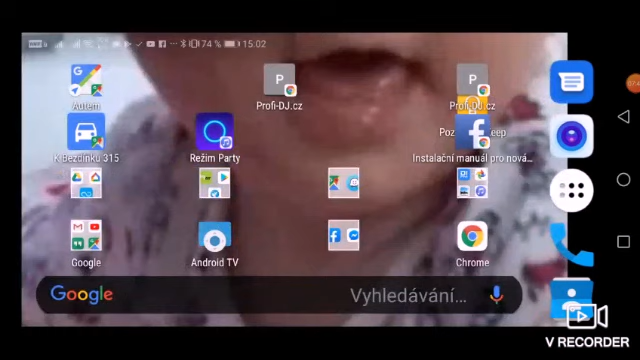 74 % 15:02
Autem Profi-DJ.cz Profi-DJ.cz
K Bezdínku 315 Režim Party Instalační manuál pro nová...
Google Android TV Chrome
Google Vyhledávání...
V RECORDER